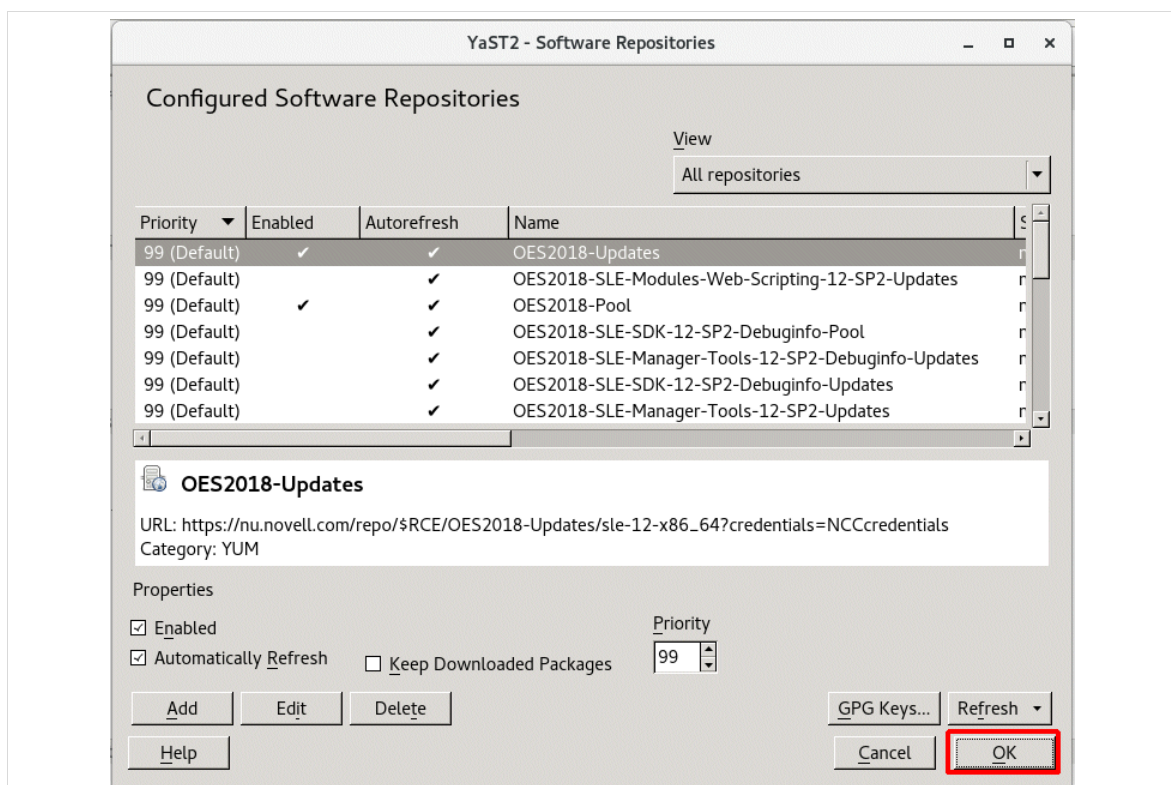 YaST2 - Software Repositories
Configured Software Repositories
View
All repositories
Priority Enabled Autorefresh Name S
99 (Default) ✔ ✔ OES2018-Updates
99 (Default) ✔ OES2018-SLE-Modules-Web-Scripting-12-SP2-Updates
99 (Default) ✔ ✔ OES2018-Pool
99 (Default) ✔ OES2018-SLE-SDK-12-SP2-Debuginfo-Pool
99 (Default) ✔ OES2018-SLE-Manager-Tools-12-SP2-Debuginfo-Updates
99 (Default) ✔ OES2018-SLE-SDK-12-SP2-Debuginfo-Updates
99 (Default) ✔ OES2018-SLE-Manager-Tools-12-SP2-Updates
OES2018-Updates
URL: https://nu.novell.com/repo/$RCE/OES2018-Updates/sle-12-x86_64?credentials=NCCcredentials
Category: YUM
Properties
Enabled
Priority
Automatically Refresh Keep Downloaded Packages 99
Add Edit Delete GPG Keys... Refresh
Help Cancel OK